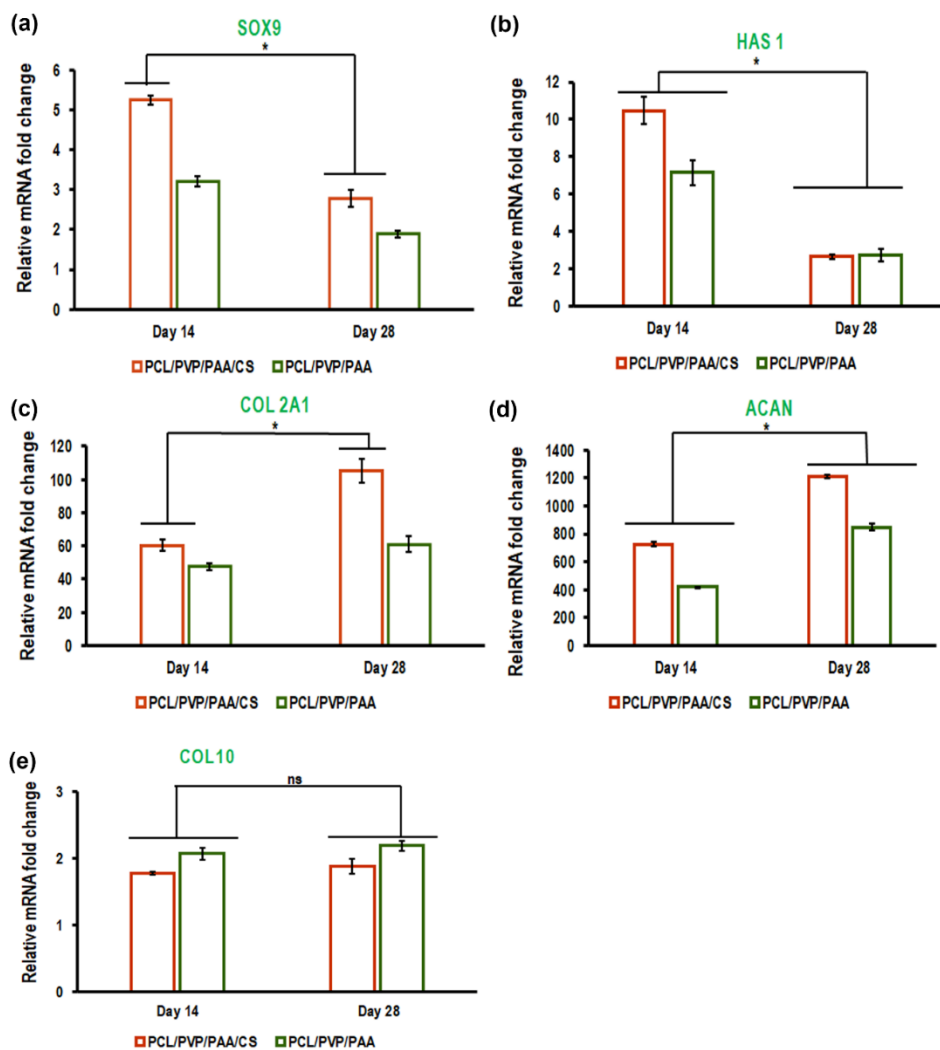 (a)
SOX9
*
Relative mRNA fold change
6
5
4
3
2
1
0
Day 14 Day 28
PCL/PVP/PAA/CS PCL/PVP/PAA
(b)
HAS 1
*
Relative mRNA fold change
12
10
8
6
4
2
0
Day 14 Day 28
PCL/PVP/PAA/CS PCL/PVP/PAA
(c)
COL 2A1
*
Relative mRNA fold change
120
100
80
60
40
20
0
Day 14 Day 28
PCL/PVP/PAA/CS PCL/PVP/PAA
(d)
ACAN
*
Relative mRNA fold change
1400
1200
1000
800
600
400
200
0
Day 14 Day 28
PCL/PVP/PAA/CS PCL/PVP/PAA
(e)
COL10
ns
Relative mRNA fold change
3
2
1
0
Day 14 Day 28
PCL/PVP/PAA/CS PCL/PVP/PAA